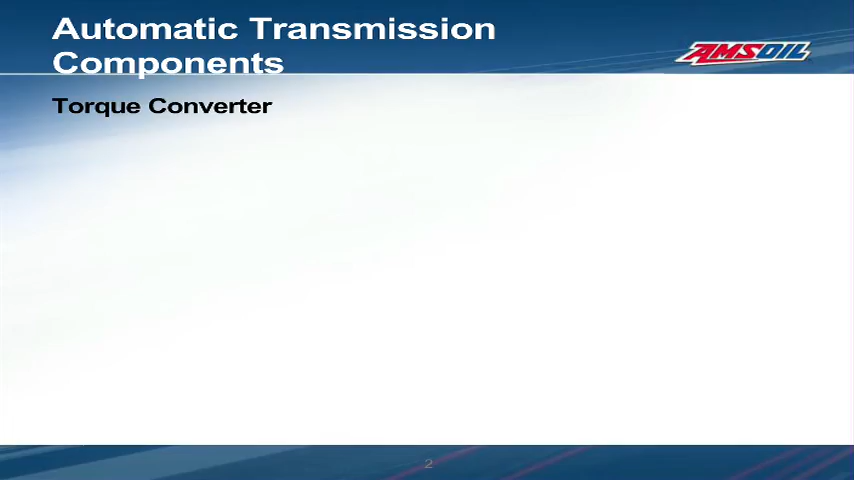 Automatic Transmission
Components
AMSOIL
Torque Converter
2